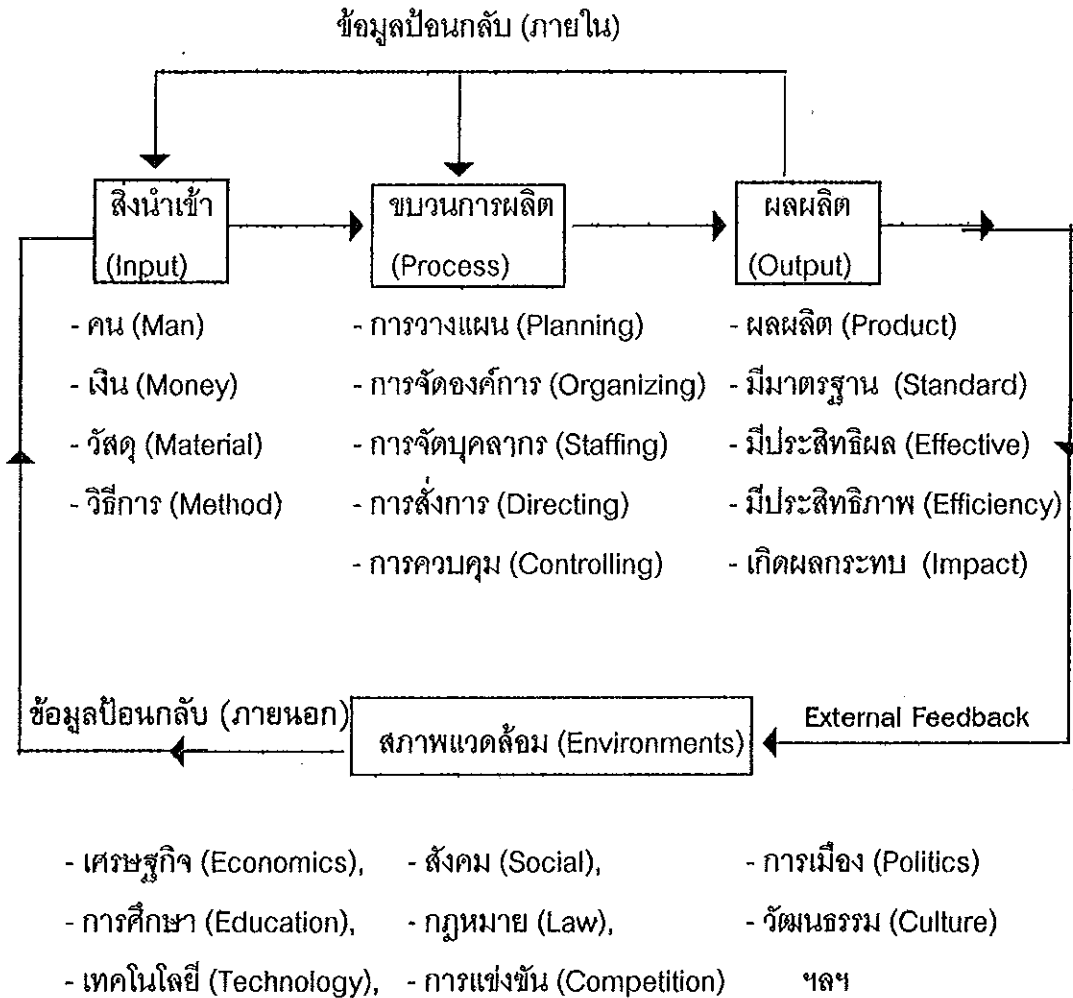 ข้อมูลป้อนกลับ (ภายใน)
สิ่งนำเข้า
(Input)
ขบวนการผลิต
(Process)
ผลผลิต
(Output)
- คน (Man)
- เงิน (Money)
- วัสดุ (Material)
- วิธีการ (Method)
- การวางแผน (Planning)
- การจัดองค์การ (Organizing)
- การจัดบุคลากร (Staffing)
- การสั่งการ (Directing)
- การควบคุม (Controlling)
- ผลผลิต (Product)
- มีมาตรฐาน (Standard)
- มีประสิทธิผล (Effective)
- มีประสิทธิภาพ (Efficiency)
- เกิดผลกระทบ (Impact)
ข้อมูลป้อนกลับ (ภายนอก)
สภาพแวดล้อม (Environments)
External Feedback
- เศรษฐกิจ (Economics), - สังคม (Social), - การเมือง (Politics)
- การศึกษา (Education), - กฎหมาย (Law), - วัฒนธรรม (Culture)
- เทคโนโลยี (Technology), - การแข่งขัน (Competition) ฯลฯ